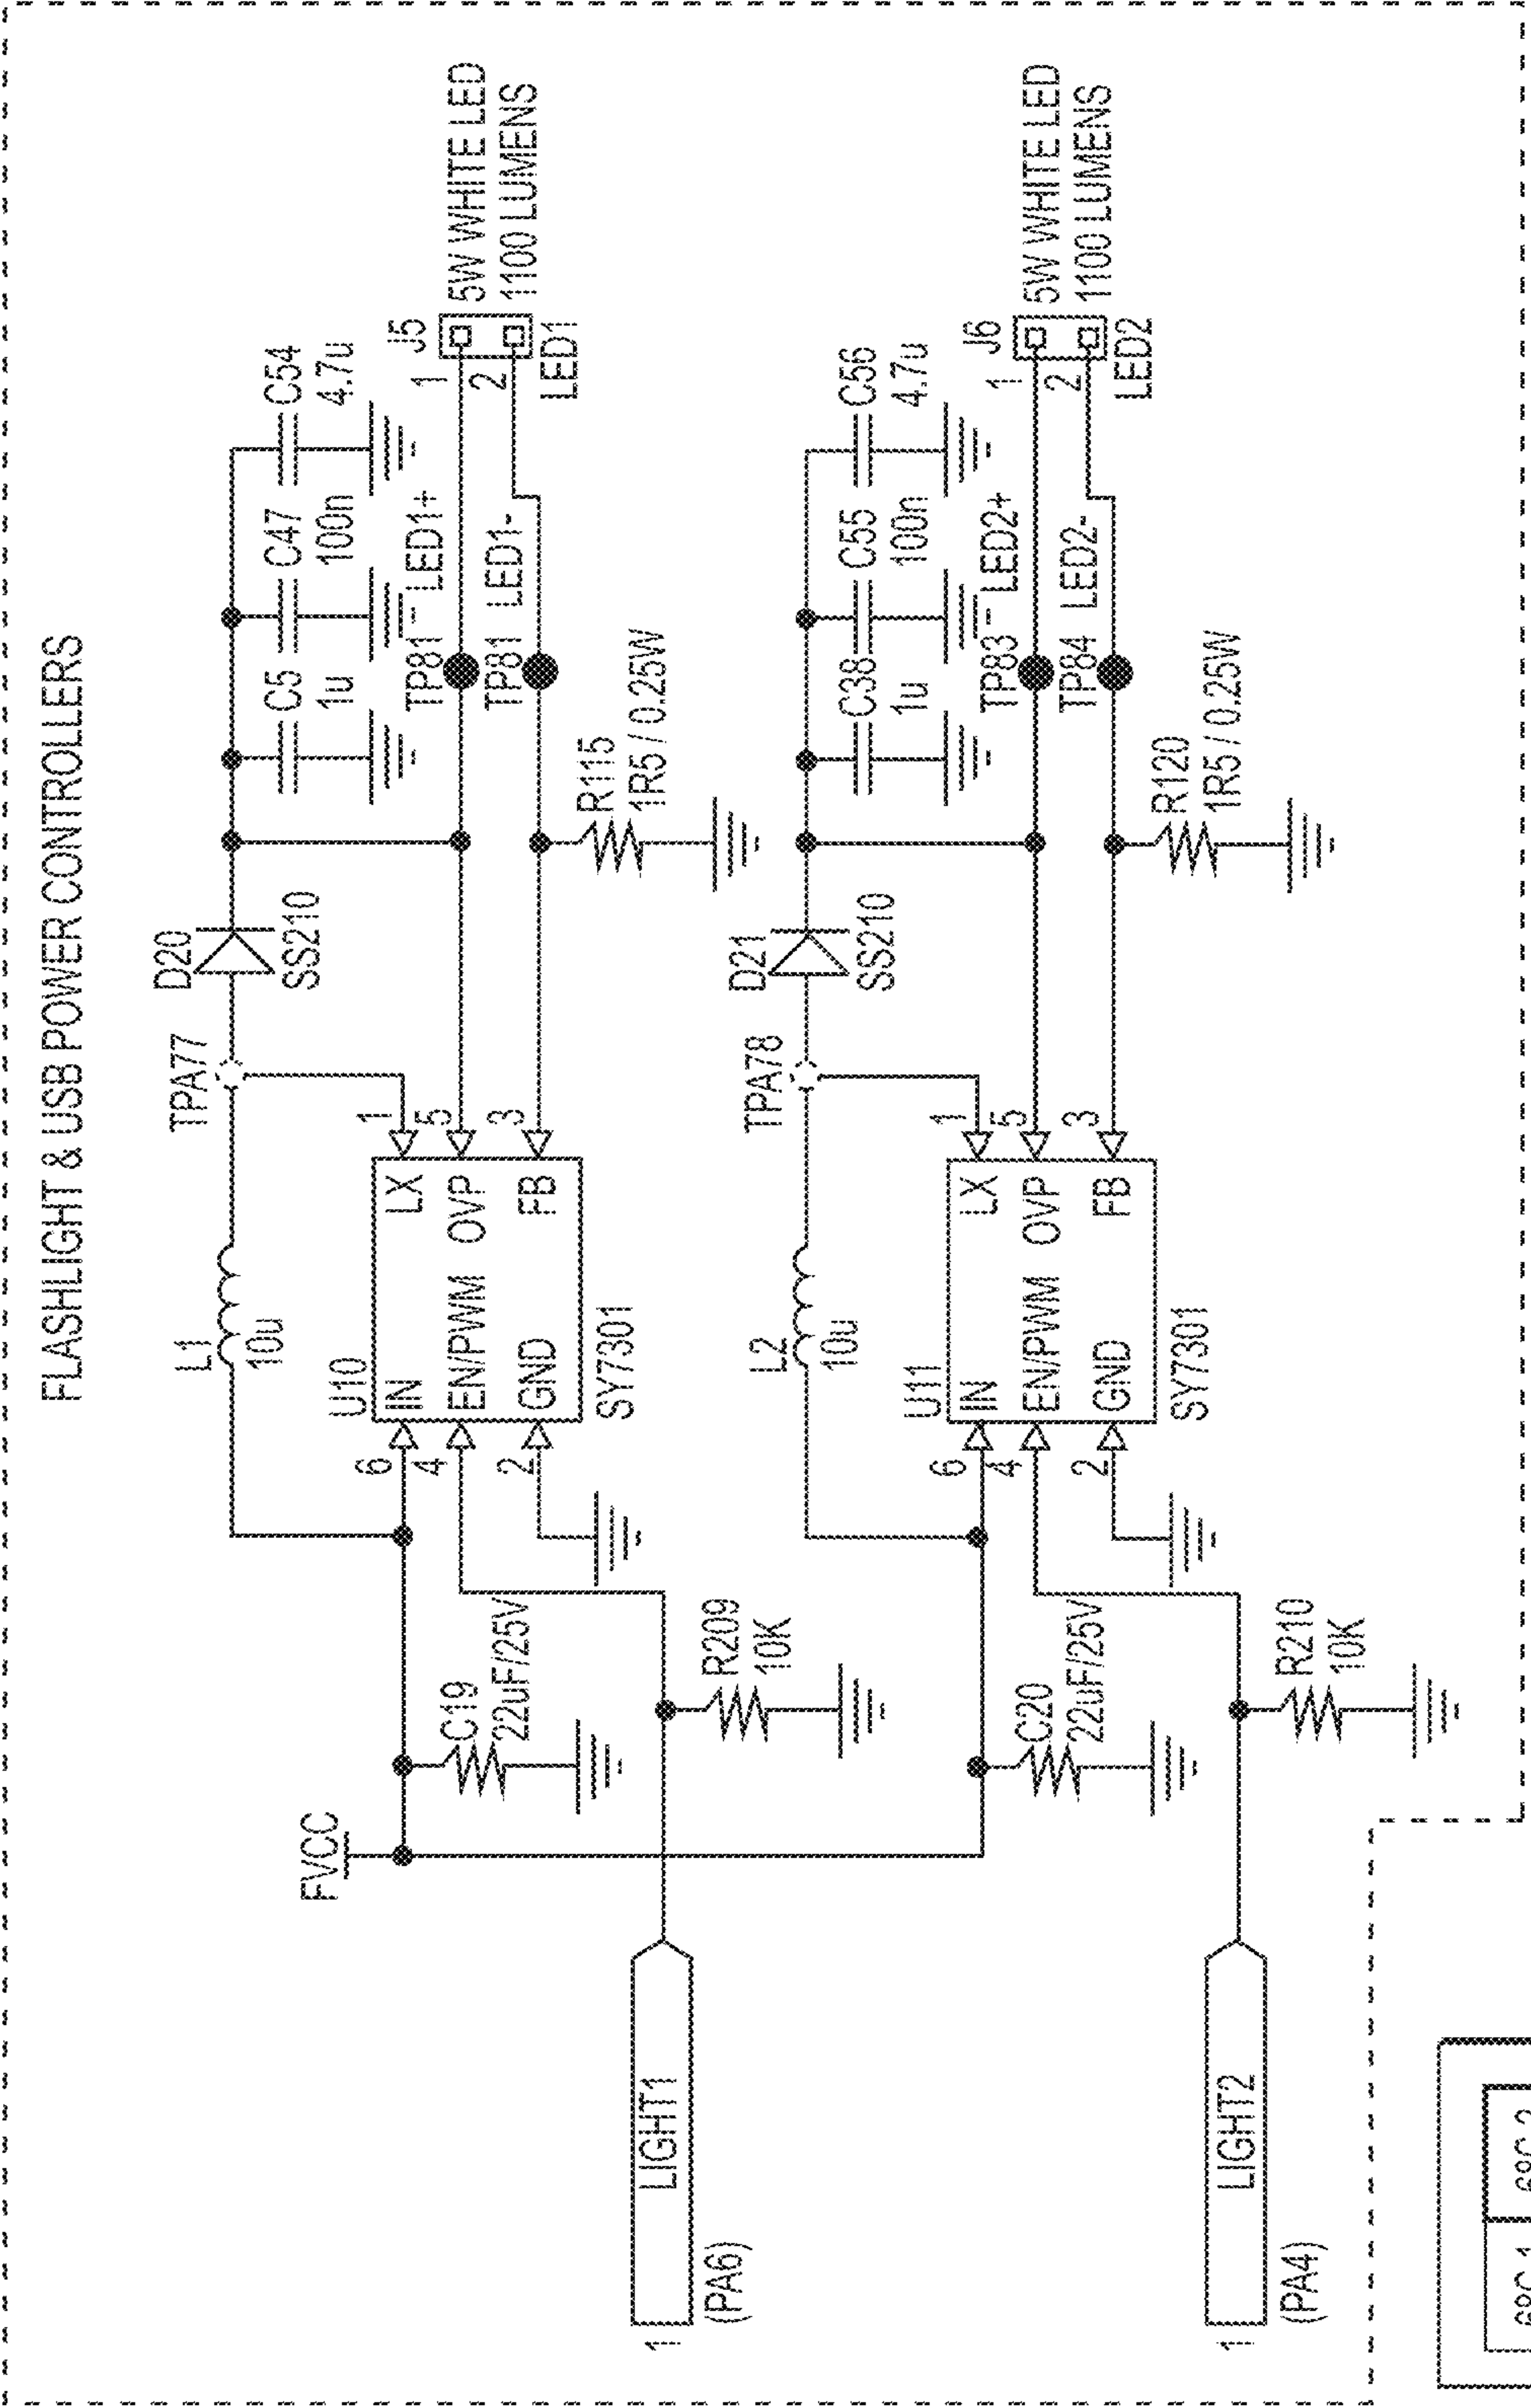 FLASHLIGHT & USB POWER CONTROLLERS
L1
10u
TPA77
D20
SS210
C5
1u
C47
100n
C54
4.7u
FVCC
U10
6
IN
4
EN/PWM
2
GND
LX
1
OVP
5
FB
3
SY7301
TP81
LED1+
TP81
LED1-
J5
1
2
LED1
5W WHITE LED
1100 LUMENS
C19
22uF/25V
R115
1R5 / 0.25W
R209
10K
1
LIGHT1
(PA6)
L2
10u
TPA78
D21
SS210
C38
1u
C55
100n
C56
4.7u
U11
6
IN
4
EN/PWM
2
GND
LX
1
OVP
5
FB
3
SY7301
TP83
LED2+
TP84
LED2-
J6
1
2
LED2
5W WHITE LED
1100 LUMENS
C20
22uF/25V
R120
1R5 / 0.25W
R210
10K
1
LIGHT2
(PA4)